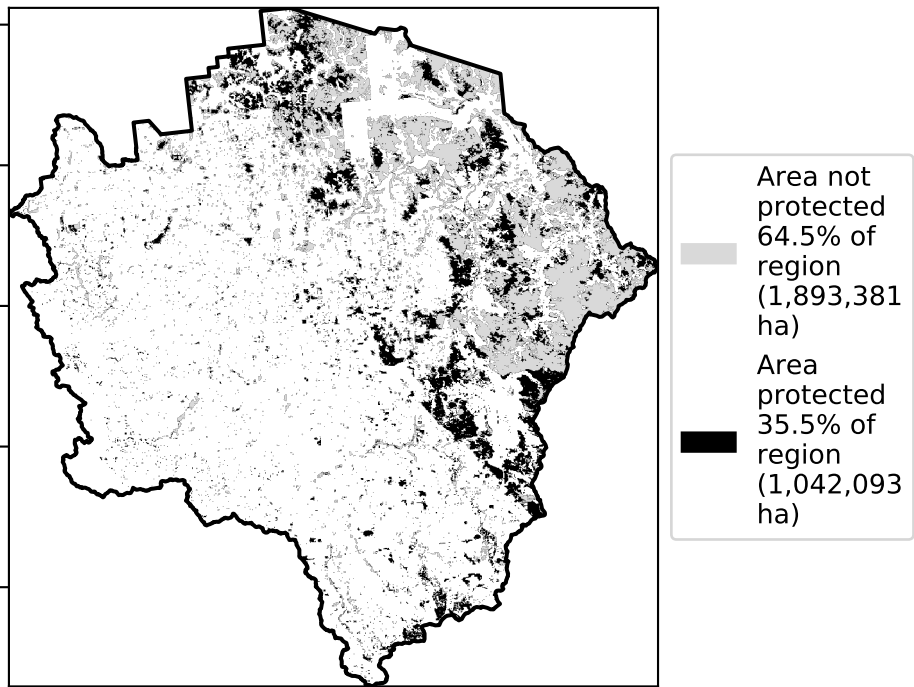 Area not
protected
64.5% of
region
(1,893,381
ha)
Area
protected
35.5% of
region
(1,042,093
ha)